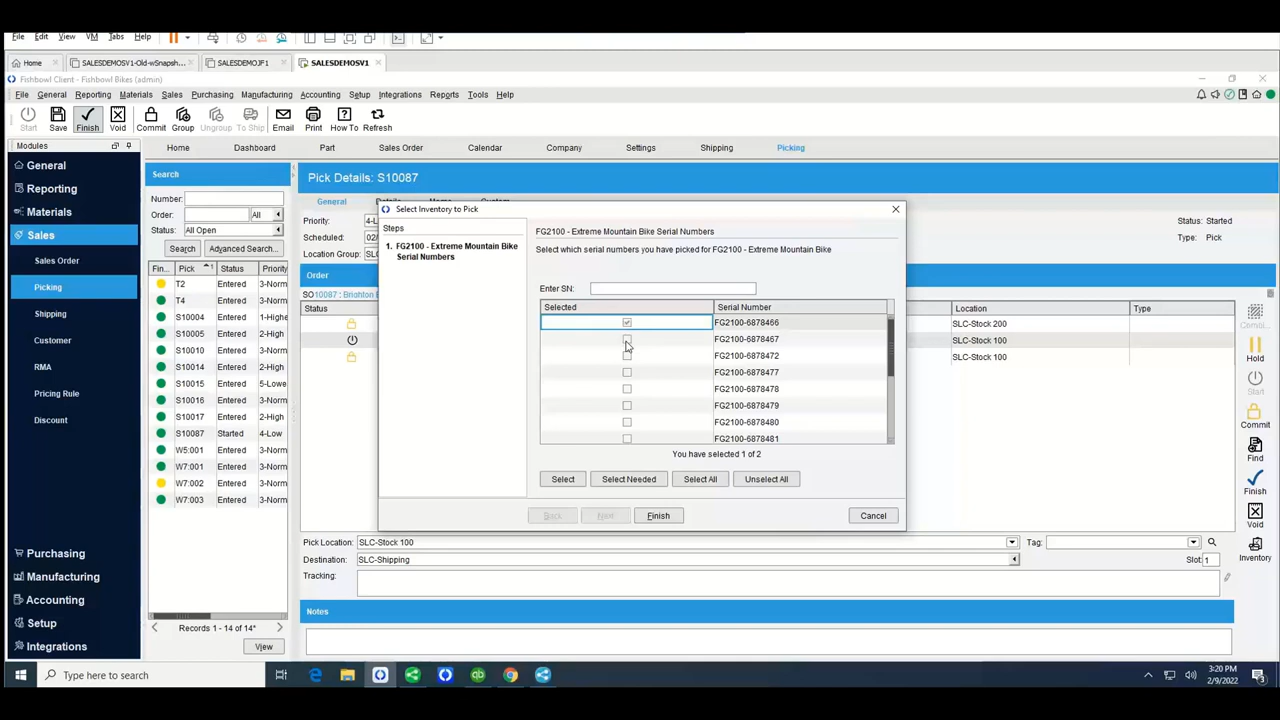 File Edit View VM Tabs Help
Home SALESDEMOSV1-Old-wSnapsh... SALESDEMOJF1 SALESDEMOSV1
Fishbowl Client - Fishbowl Bikes (admin)
File General Reporting Materials Sales Purchasing Manufacturing Accounting Setup Integrations Reports Tools Help
Start Save Finish Void Commit Group Ungroup To Ship Email Print How To Refresh
Modules
Home Dashboard Part Sales Order Calendar Company Settings Shipping Picking
General
Reporting
Materials
Sales
Sales Order
Picking
Shipping
Customer
RMA
Pricing Rule
Discount
Purchasing
Manufacturing
Accounting
Setup
Integrations
Search
Number:
Order: All
Status: All Open
Search Advanced Search...
Fin... Pick Status Priority
T2 Entered 3-Norm
T4 Entered 3-Norm
S10004 Entered 1-Highe
S10005 Entered 2-High
S10010 Entered 3-Norm
S10014 Entered 2-High
S10015 Entered 5-Lowe
S10016 Entered 3-Norm
S10017 Entered 2-High
S10087 Started 4-Low
W5:001 Entered 3-Norm
W7:001 Entered 3-Norm
W7:002 Entered 3-Norm
W7:003 Entered 3-Norm
Records 1 - 14 of 14*
View
Pick Details: S10087
General
Priority: 4-L
Scheduled: 02/
Location Group: SLC
Status: Started
Type: Pick
Order
SO10087: Brighton B
Status Location Type
SLC-Stock 200
SLC-Stock 100
SLC-Stock 100
Select Inventory to Pick
Steps
1. FG2100 - Extreme Mountain Bike
Serial Numbers
FG2100 - Extreme Mountain Bike Serial Numbers
Select which serial numbers you have picked for FG2100 - Extreme Mountain Bike
Enter SN:
Selected Serial Number
FG2100-6878466
FG2100-6878467
FG2100-6878472
FG2100-6878477
FG2100-6878478
FG2100-6878479
FG2100-6878480
FG2100-6878481
You have selected 1 of 2
Select Select Needed Select All Unselect All
Back Next Finish Cancel
Pick Location: SLC-Stock 100 Tag:
Destination: SLC-Shipping Slot: 1
Tracking:
Notes
Combi...
Hold
Start
Commit
Find
Finish
Void
Inventory
Type here to search
3:20 PM
2/9/2022
3